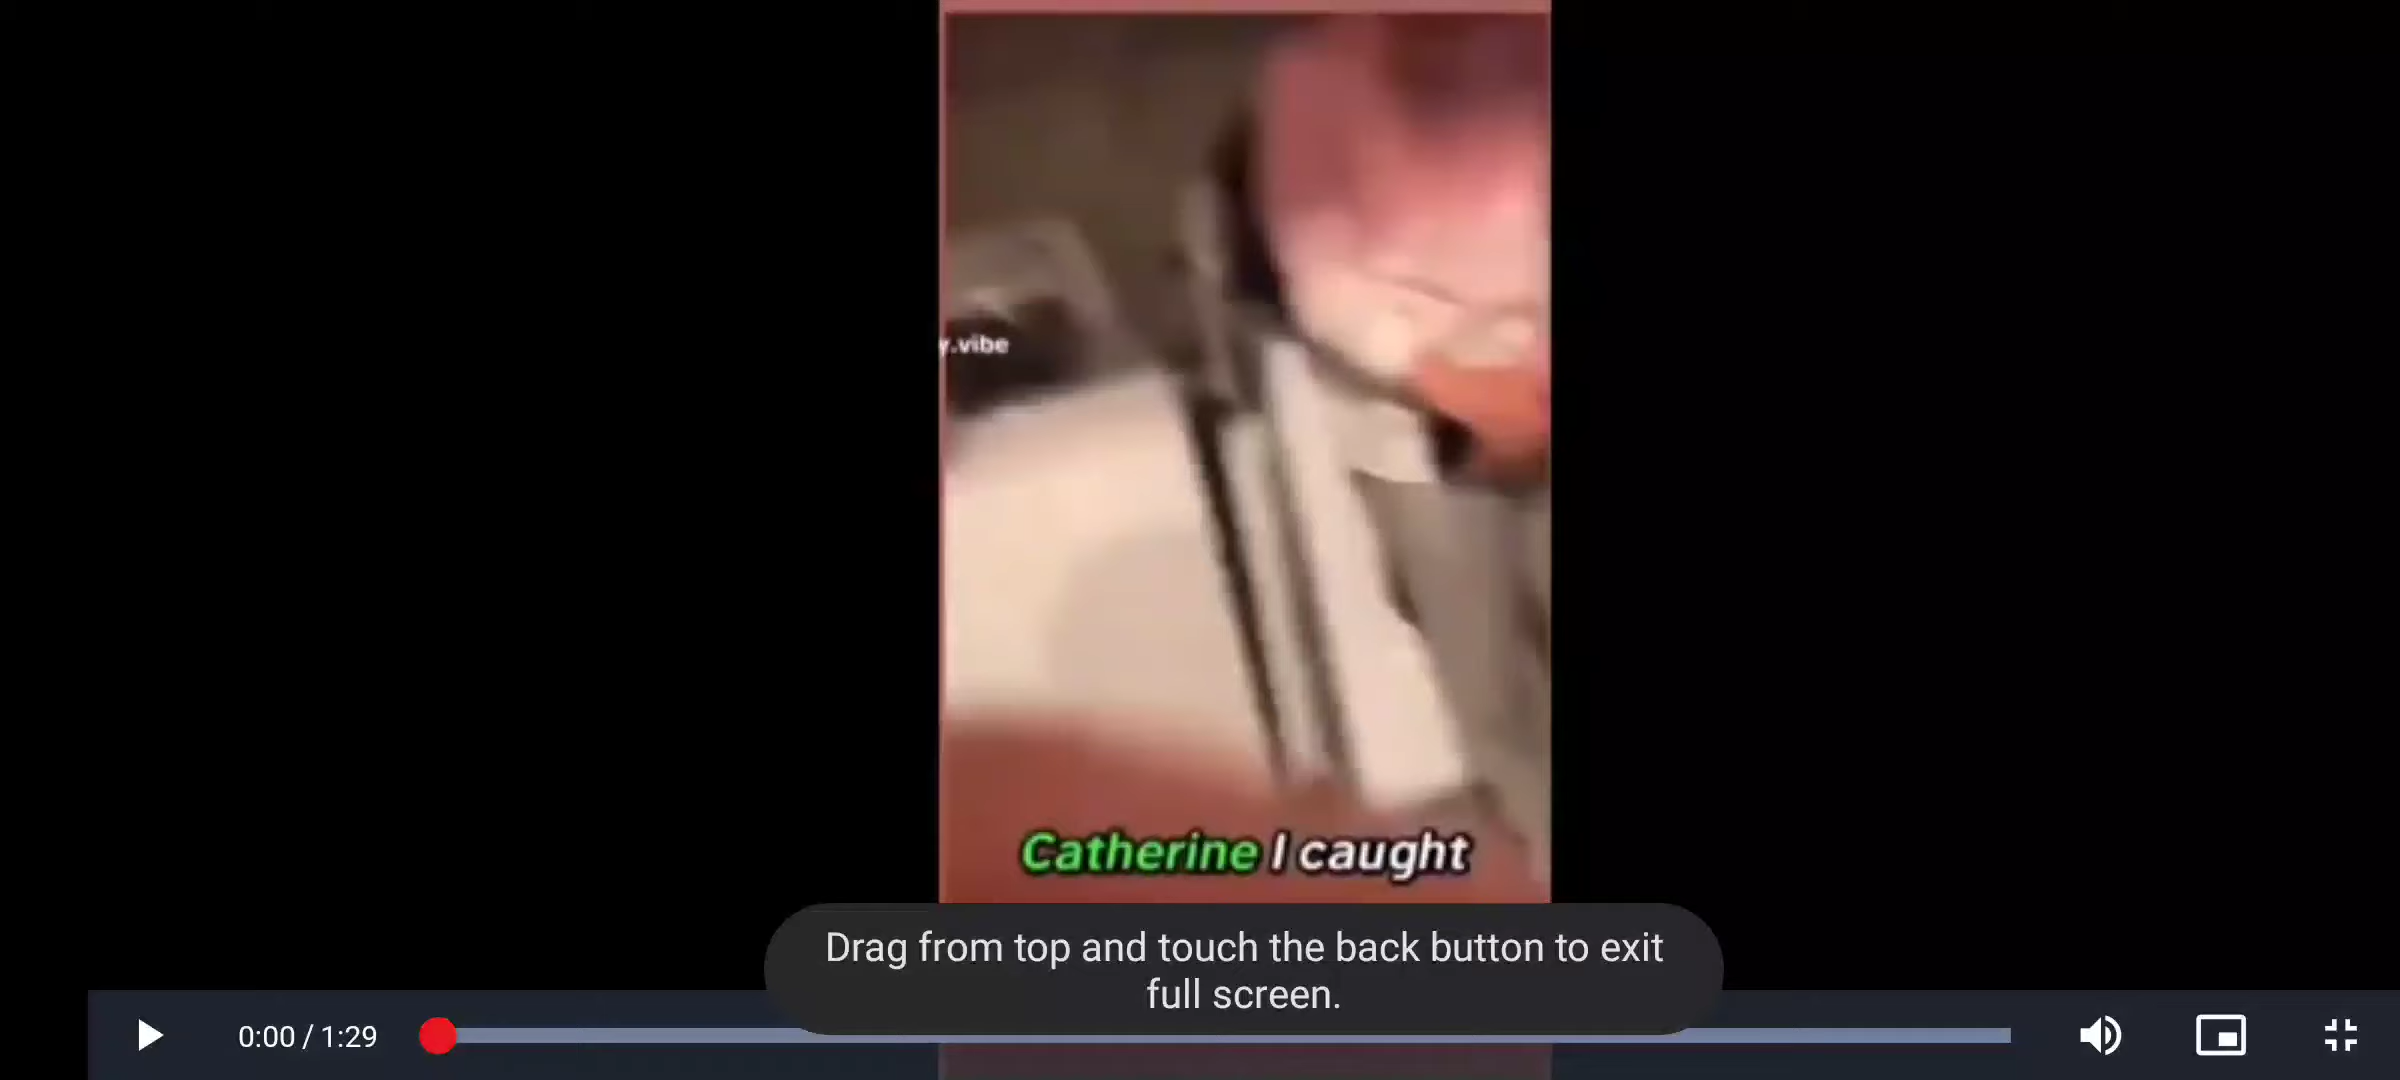 y.vibe
Catherine I caught
Drag from top and touch the back button to exit
full screen.
0:00 / 1:29